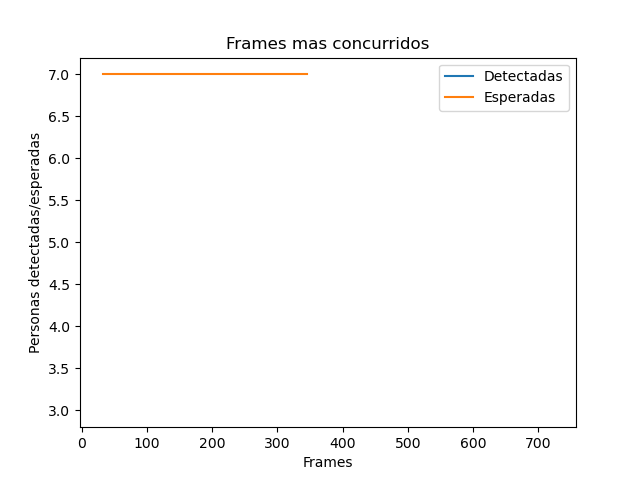 Frames mas concurridos
Detectadas
Esperadas
Personas detectadas/esperadas
7.0
6.5
6.0
5.5
5.0
4.5
4.0
3.5
3.0
0 100 200 300 400 500 600 700
Frames